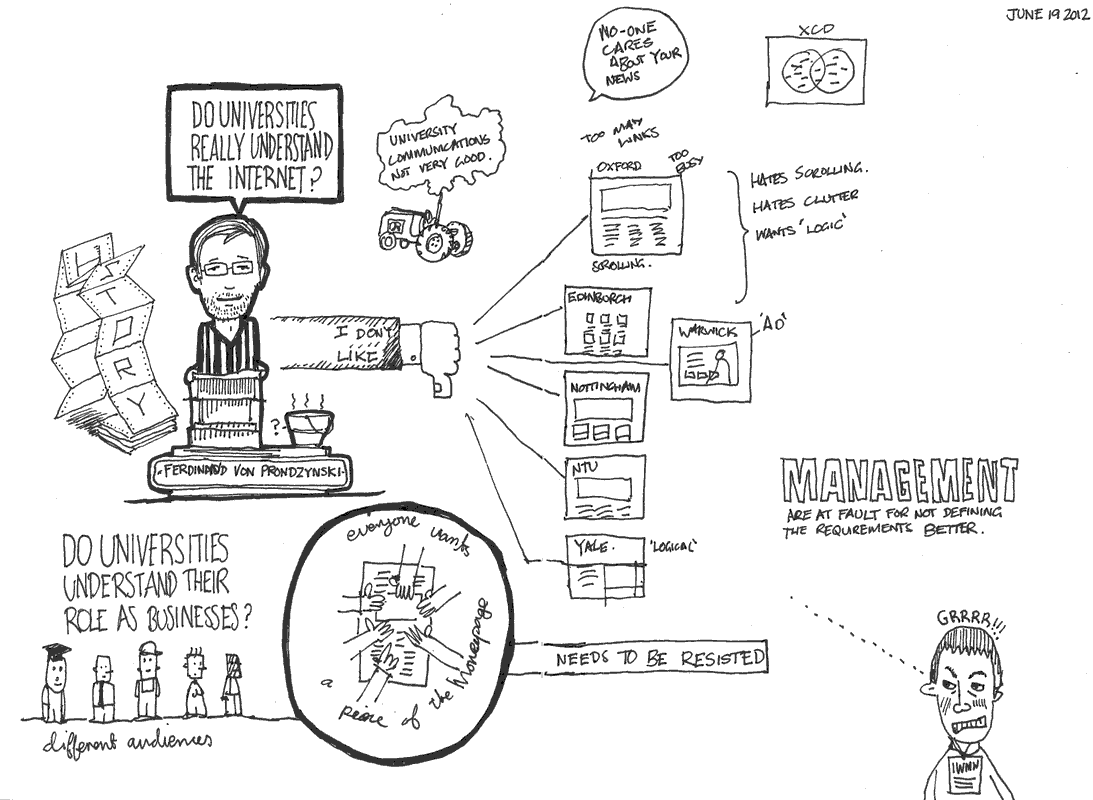 JUNE 19 2012
XCD
NO-ONE
CARES
ABOUT YOUR
NEWS
DO UNIVERSITIES
REALLY UNDERSTAND
THE INTERNET?
UNIVERSITY
COMMUNICATIONS
NOT VERY GOOD.
TOO MAY
LINKS
OXFORD
TOO
BUSY
SCROLLING.
HATES SCROLLING.
HATES CLUTTER
WANTS 'LOGIC'
HISTORY
I DON'T
LIKE
EDINBURGH
WARWICK
'AD'
NOTTINGHAM
NTU
YALE.
'LOGICAL'
?
FERDINAND VON PRONDZYNSKI
MANAGEMENT
ARE AT FAULT FOR NOT DEFINING
THE REQUIREMENTS BETTER.
DO UNIVERSITIES
UNDERSTAND THEIR
ROLE AS BUSINESSES?
different audiences
everyone wants
a
piece of the homepage
NEEDS TO BE RESISTED
GRRRR!!!
IWMW